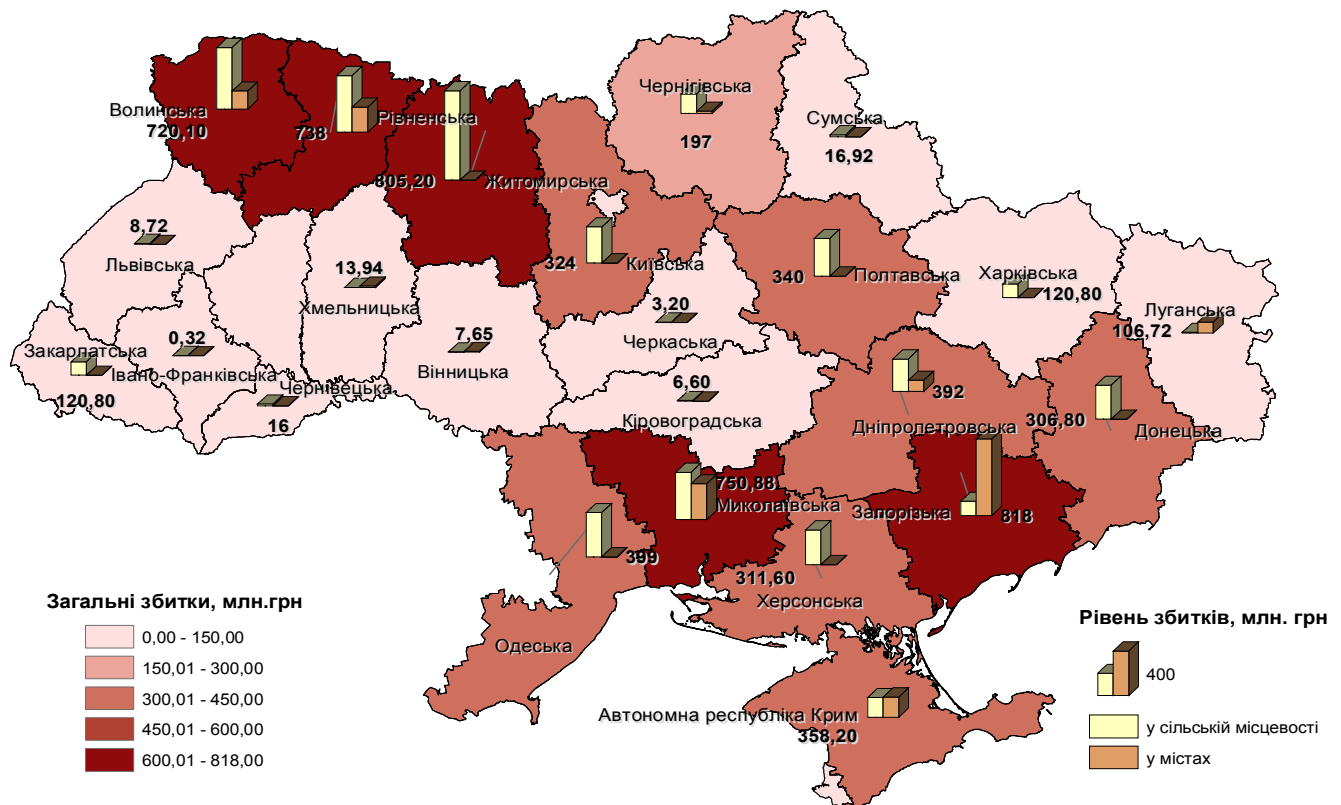 Чернігівська
197
Сумська
16,92
Волинська
720,10
738
Рівненська
805,20
Житомирська
8,72
Львівська
13,94
Хмельницька
324
Київська
340
Полтавська
Харківська
120,80
Луганська
106,72
3,20
Черкаська
0,32
Івано-Франківська
7,65
Вінницька
Закарпатська
120,80
Чернівецька
16
6,60
Кіровоградська
392
Дніпролетровська
306,80
Донецька
750,88
Миколаївська
Запорізька
818
399
311,60
Херсонська
Одеська
Автономна республіка Крим
358,20
Загальні збитки, млн.грн
0,00 - 150,00
150,01 - 300,00
300,01 - 450,00
450,01 - 600,00
600,01 - 818,00
Рівень збитків, млн. грн
400
у сільській місцевості
у містах